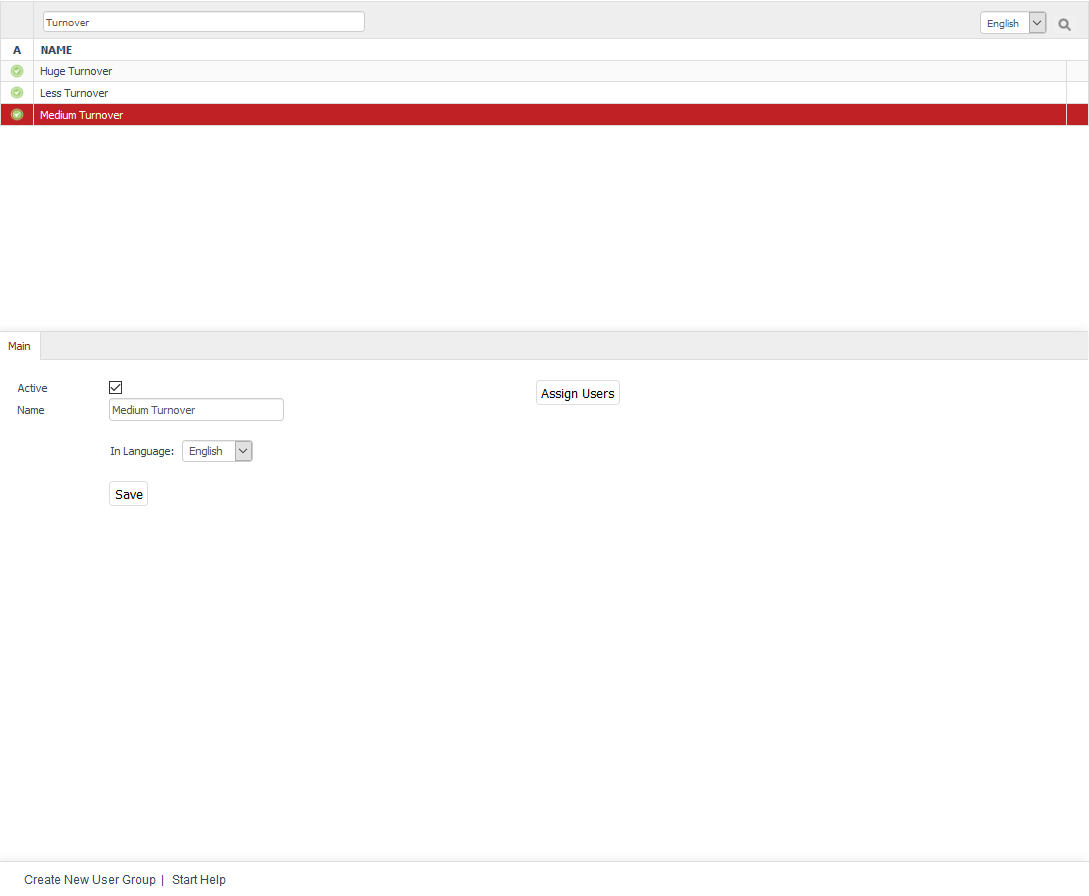 Turnover English
A NAME
Huge Turnover
Less Turnover
Medium Turnover
Main
Active Assign Users
Name Medium Turnover
In Language: English
Save
Create New User Group | Start Help